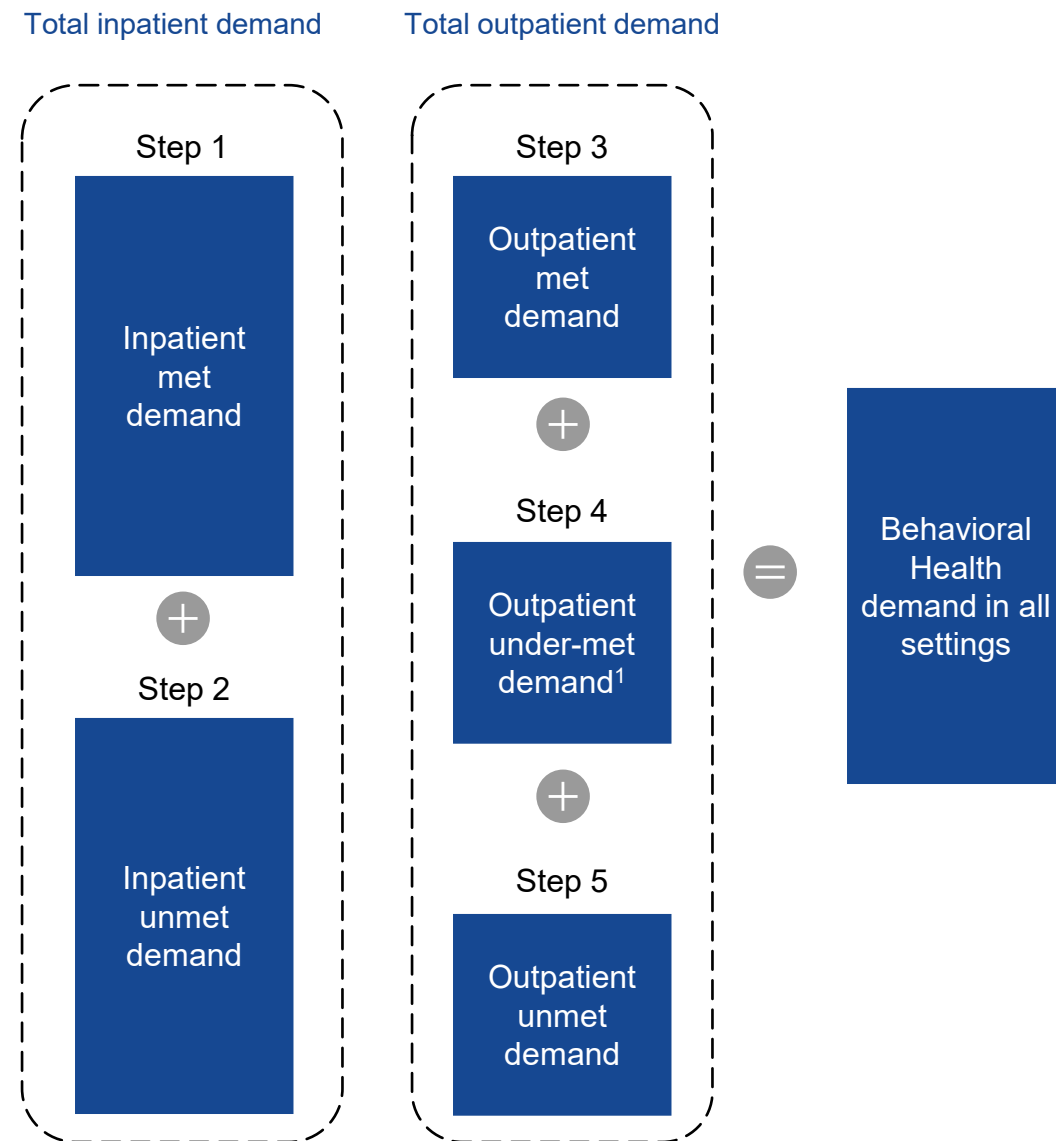 Total inpatient demand
Step 1
Inpatient
met
demand
+
Step 2
Inpatient
unmet
demand
Total outpatient demand
Step 3
Outpatient
met
demand
+
Step 4
Outpatient
under-met
demand¹
+
Step 5
Outpatient
unmet
demand
=
Behavioral
Health
demand in all
settings